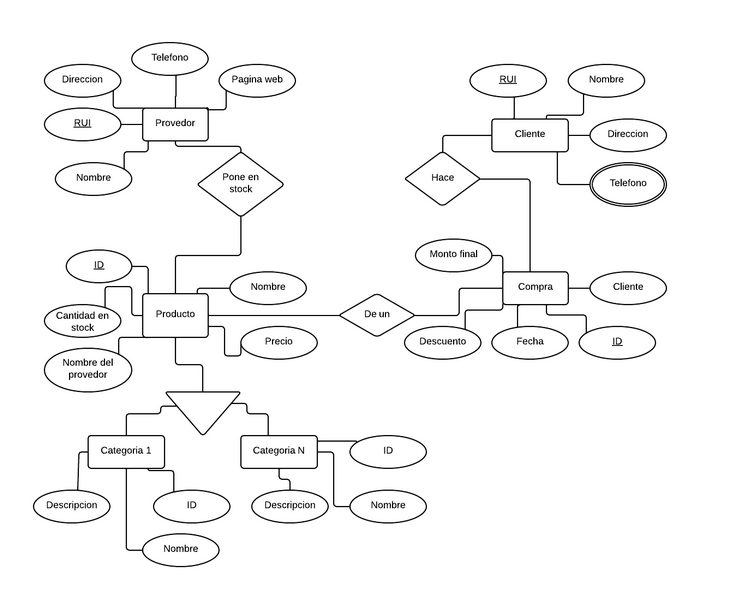 Telefono
Direccion
Pagina web
RUI
Nombre
RUI
Provedor
Cliente
Direccion
Nombre
Pone en
stock
Hace
Telefono
ID
Monto final
Nombre
Compra
Cliente
Cantidad en
stock
Producto
De un
Precio
Descuento
Fecha
ID
Nombre del
provedor
Categoria 1
Categoria N
ID
Descripcion
ID
Descripcion
Nombre
Nombre